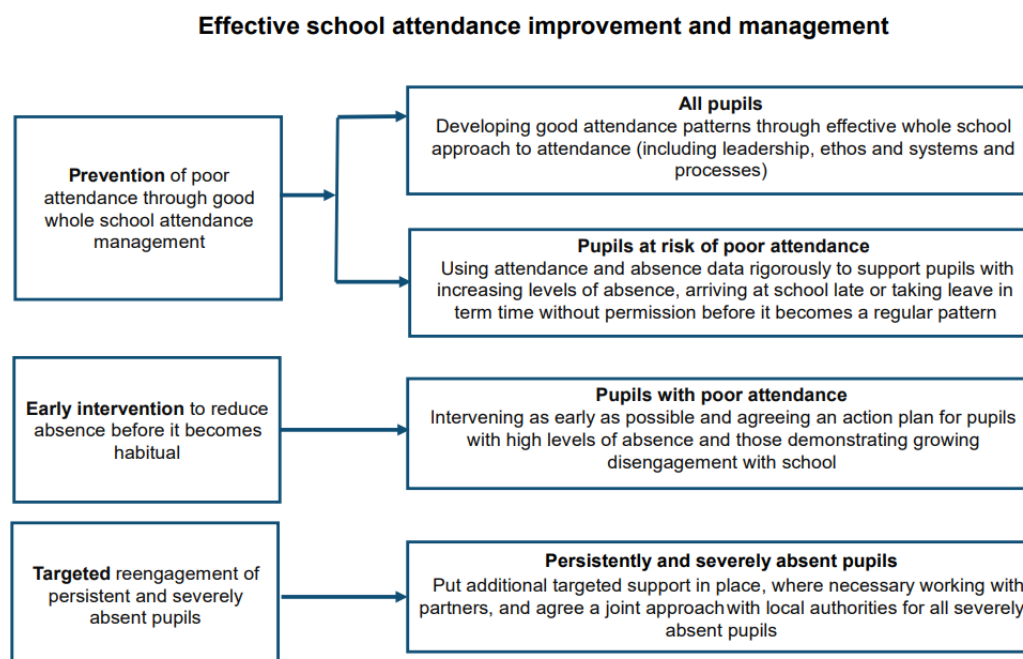 Effective school attendance improvement and management
Prevention of poor
attendance through good
whole school attendance
management
All pupils
Developing good attendance patterns through effective whole school
approach to attendance (including leadership, ethos and systems and
processes)
Pupils at risk of poor attendance
Using attendance and absence data rigorously to support pupils with
increasing levels of absence, arriving at school late or taking leave in
term time without permission before it becomes a regular pattern
Early intervention to reduce
absence before it becomes
habitual
Pupils with poor attendance
Intervening as early as possible and agreeing an action plan for pupils
with high levels of absence and those demonstrating growing
disengagement with school
Targeted reengagement of
persistent and severely
absent pupils
Persistently and severely absent pupils
Put additional targeted support in place, where necessary working with
partners, and agree a joint approach with local authorities for all severely
absent pupils